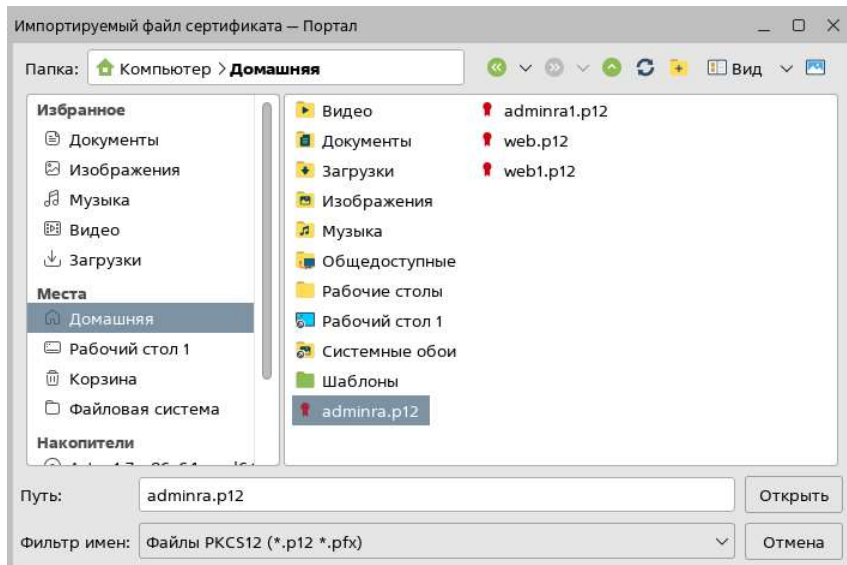 Импортируемый файл сертификата — Портал
Папка: Компьютер > Домашняя Вид
Избранное
Документы
Изображения
Музыка
Видео
Загрузки
Места
Домашняя
Рабочий стол 1
Корзина
Файловая система
Накопители
Видео
Документы
Загрузки
Изображения
Музыка
Общедоступные
Рабочие столы
Рабочий стол 1
Системные обои
Шаблоны
adminra.p12
adminra1.p12
web.p12
web1.p12
Путь: adminra.p12 Открыть
Фильтр имен: Файлы PKCS12 (*.p12 *.pfx) Отмена